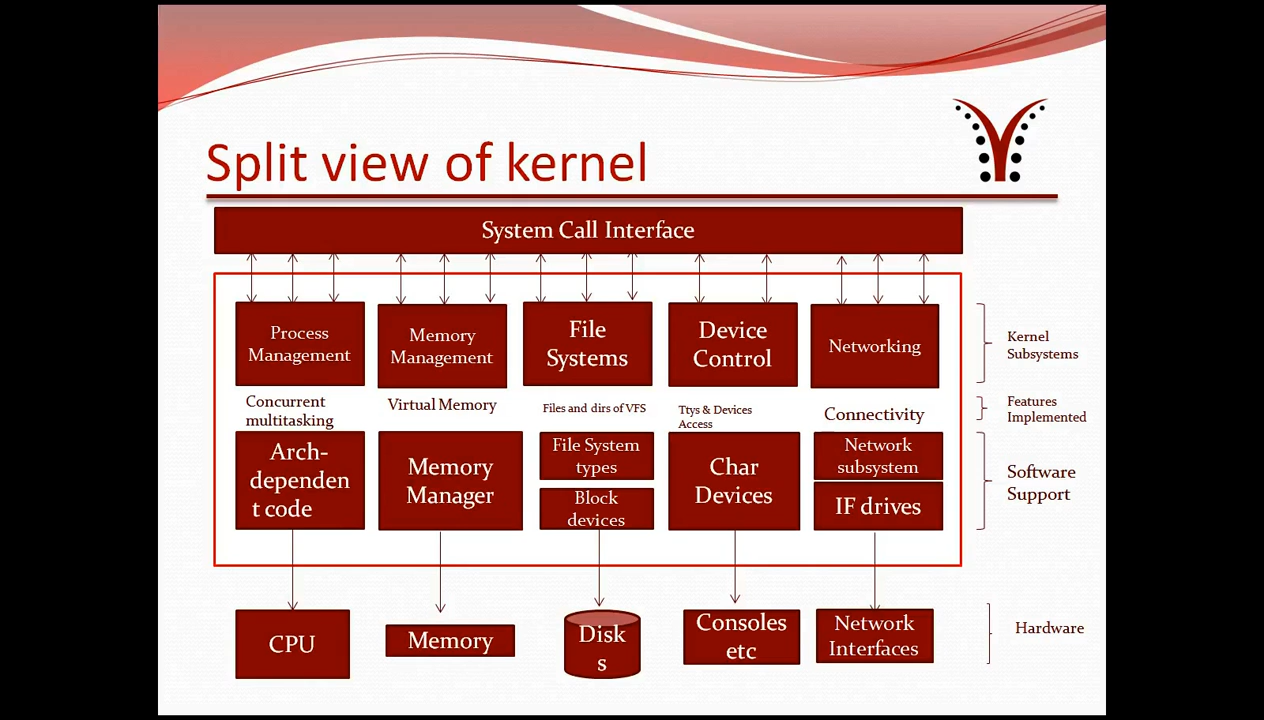 Split view of kernel
System Call Interface
Process
Management
Memory
Management
File
Systems
Device
Control
Networking
Kernel
Subsystems
Concurrent
multitasking
Virtual Memory
Files and dirs of VFS
Ttys & Devices
Access
Connectivity
Features
Implemented
Arch-
dependen
t code
Memory
Manager
File System
types
Block
devices
Char
Devices
Network
subsystem
IF drives
Software
Support
CPU
Memory
Disk
s
Consoles
etc
Network
Interfaces
Hardware